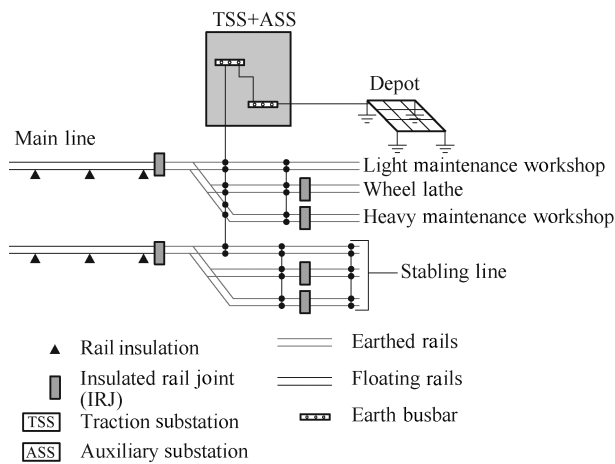 TSS+ASS
Depot
Main line
Light maintenance workshop
Wheel lathe
Heavy maintenance workshop
Stabling line
Rail insulation
Earthed rails
Insulated rail joint
(IRJ)
Floating rails
TSS Traction substation
Earth busbar
ASS Auxiliary substation